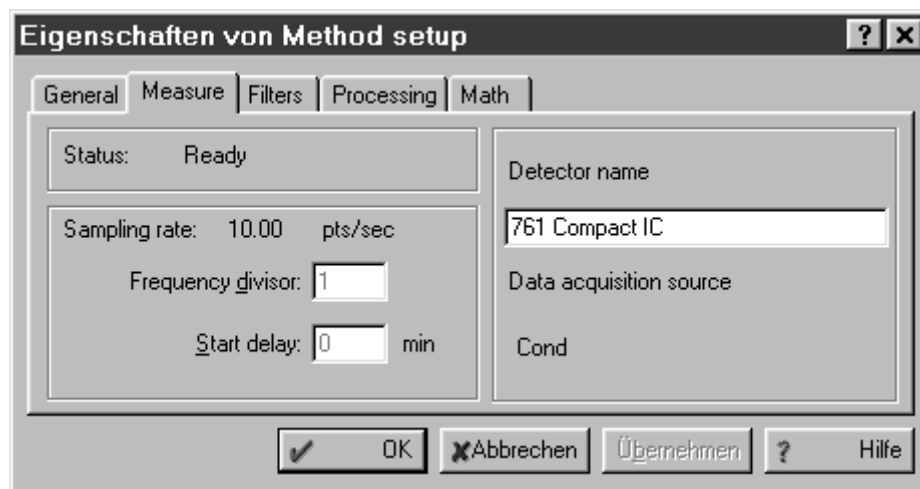 Eigenschaften von Method setup
General Measure Filters Processing Math
Status: Ready
Sampling rate: 10.00 pts/sec
Frequency divisor: 1
Start delay: 0 min
Detector name
761 Compact IC
Data acquisition source
Cond
OK Abbrechen Übernehmen ? Hilfe